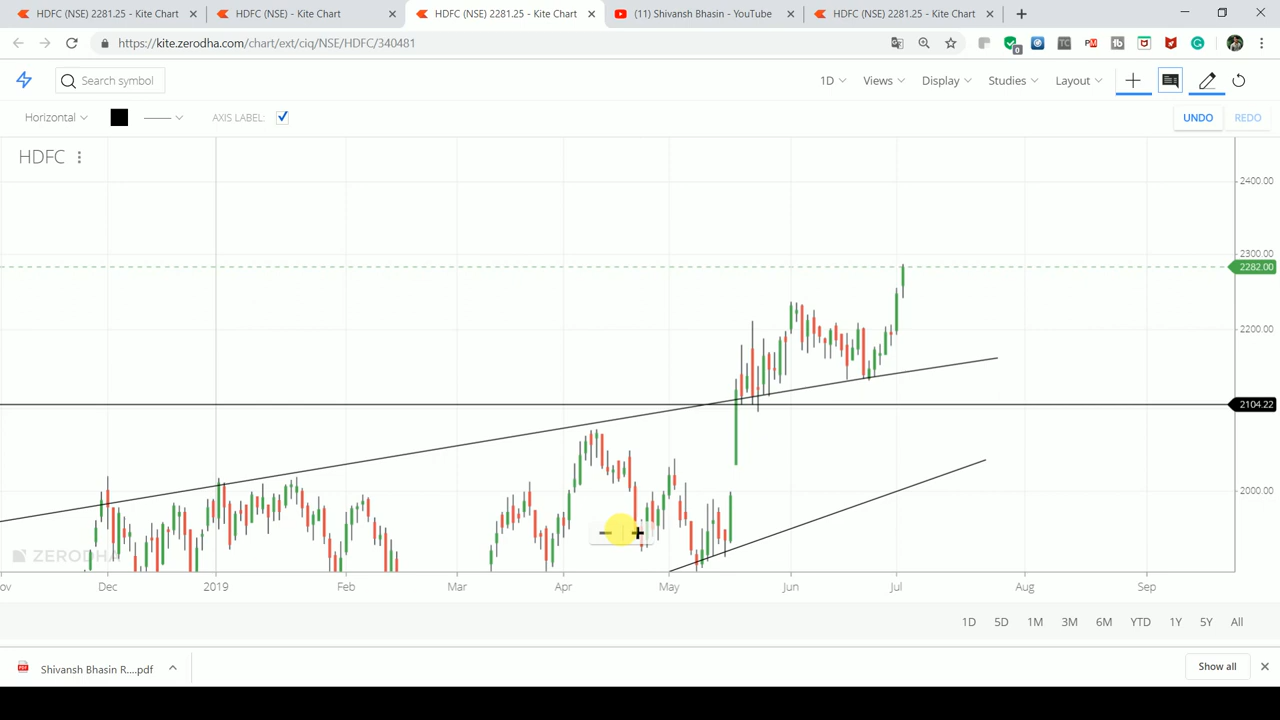 HDFC (NSE) 2281.25 - Kite Chart
HDFC (NSE) - Kite Chart
HDFC (NSE) 2281.25 - Kite Chart
(11) Shivansh Bhasin - YouTube
HDFC (NSE) 2281.25 - Kite Chart
https://kite.zerodha.com/chart/ext/ciq/NSE/HDFC/340481
Search symbol
1D
Views
Display
Studies
Layout
Horizontal
AXIS LABEL:
UNDO
REDO
HDFC
2400.00
2300.00
2282.00
2200.00
2104.22
2000.00
ZERODHA
ov
Dec
2019
Feb
Mar
Apr
May
Jun
Jul
Aug
Sep
1D
5D
1M
3M
6M
YTD
1Y
5Y
All
Shivansh Bhasin R....pdf
Show all